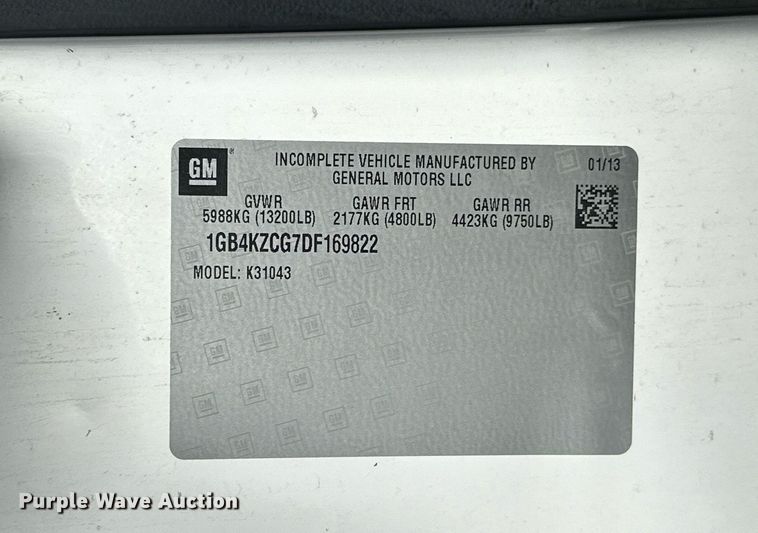 GM
INCOMPLETE VEHICLE MANUFACTURED BY
GENERAL MOTORS LLC
01/13
GVWR GAWR FRT GAWR RR
5988KG (13200LB) 2177KG (4800LB) 4423KG (9750LB)
1GB4KZCG7DF169822
MODEL: K31043
Purple Wave Auction